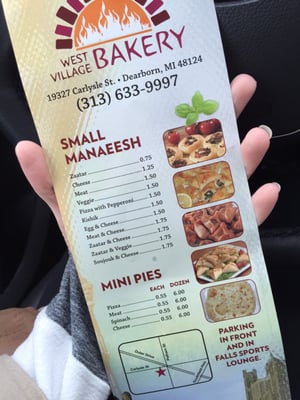 WEST
VILLAGE BAKERY
19327 Carlysle St. • Dearborn, MI 48124
(313) 633-9997
SMALL
MANAEESH
Zaatar 0.75
Cheese 1.25
Meat 1.50
Veggie 1.50
Pizza with Pepperoni 1.50
Kishik 1.50
Egg & Cheese 1.50
Meat & Cheese 1.75
Zaatar & Cheese 1.75
Zaatar & Veggie 1.75
Soujouk & Cheese 1.75
MINI PIES
EACH DOZEN
Pizza 0.55 6.00
Meat 0.55 6.00
Spinach 0.55 6.00
Cheese 0.55 6.00
PARKING
IN FRONT
AND IN
FALLS SPORTS
LOUNGE.
Outer Drive
Carlysle St